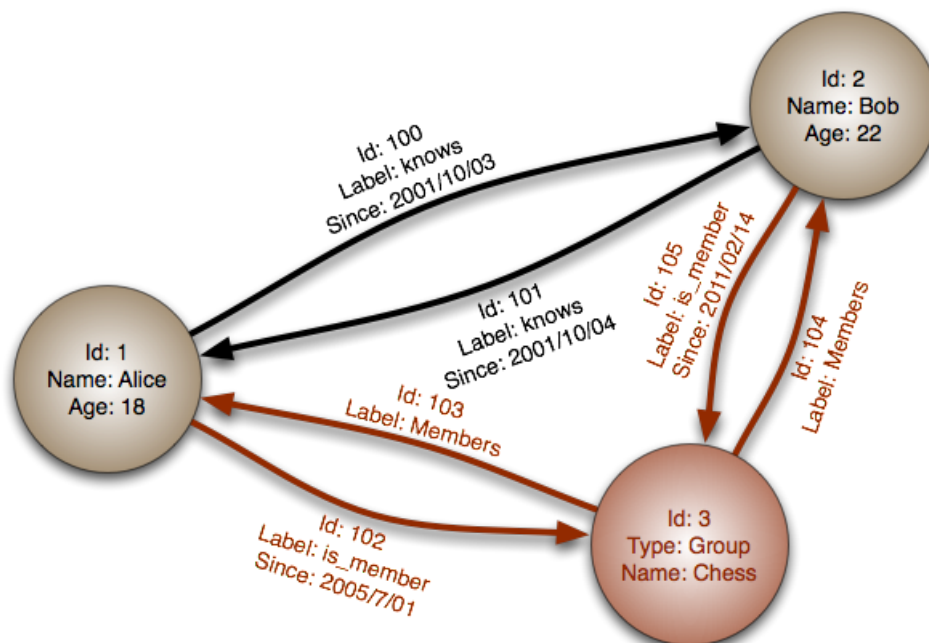 Id: 2
Name: Bob
Age: 22
Id: 100
Label: knows
Since: 2001/10/03
Id: 101
Label: knows
Since: 2001/10/04
Id: 105
Label: is_member
Since: 2011/02/14
Id: 104
Label: Members
Id: 1
Name: Alice
Age: 18
Id: 103
Label: Members
Id: 102
Label: is_member
Since: 2005/7/01
Id: 3
Type: Group
Name: Chess